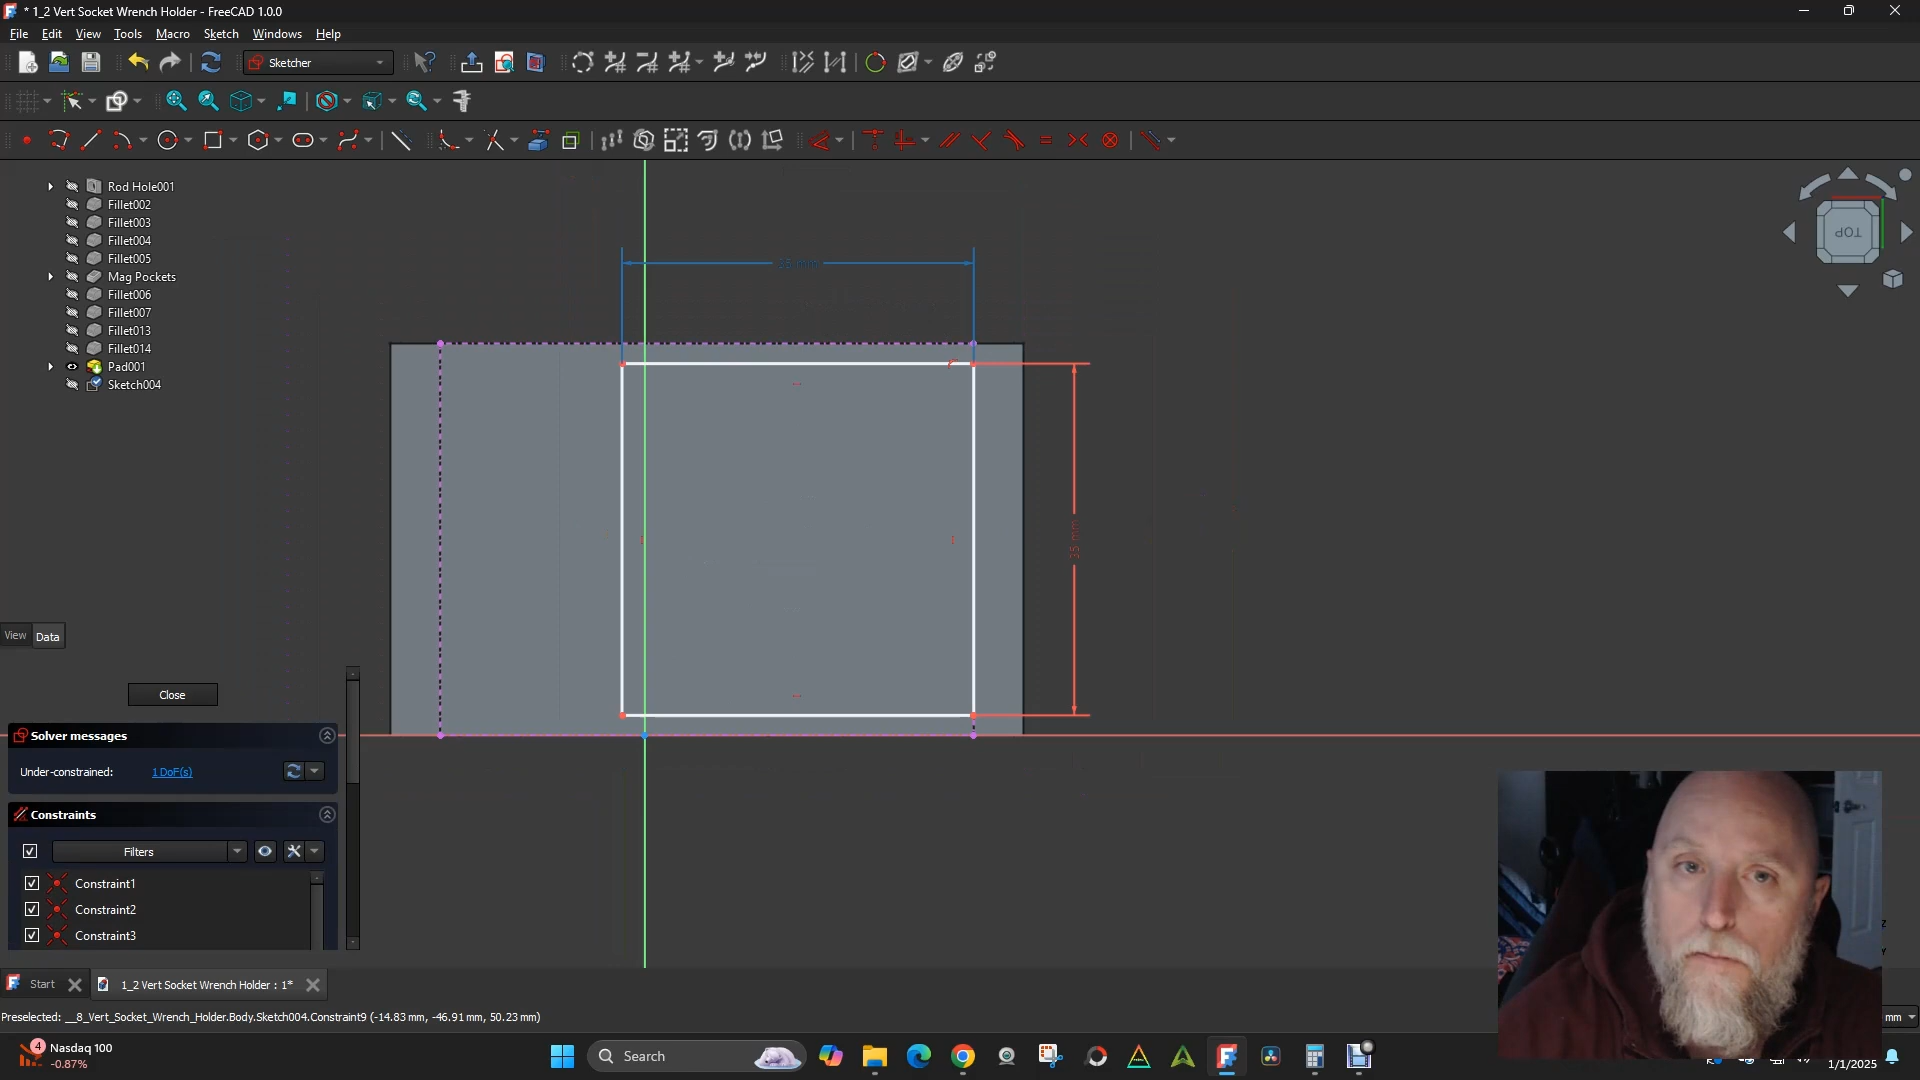 * 1_2 Vert Socket Wrench Holder - FreeCAD 1.0.0
File Edit View Tools Macro Sketch Windows Help
Sketcher
Rod Hole001
Fillet002
Fillet003
Fillet004
Fillet005
Mag Pockets
Fillet006
Fillet007
Fillet013
Fillet014
Pad001
Sketch004
TOP
35 mm
View Data
Close
Solver messages
Under-constrained: 1 DoF(s)
Constraints
Filters
Constraint1
Constraint2
Constraint3
Start
1_2 Vert Socket Wrench Holder : 1*
Preselected: __8_Vert_Socket_Wrench_Holder.Body.Sketch004.Constraint9 (-14.83 mm, -46.91 mm, 50.23 mm)
mm
4
Nasdaq 100
-0.87%
Search
1/1/2025